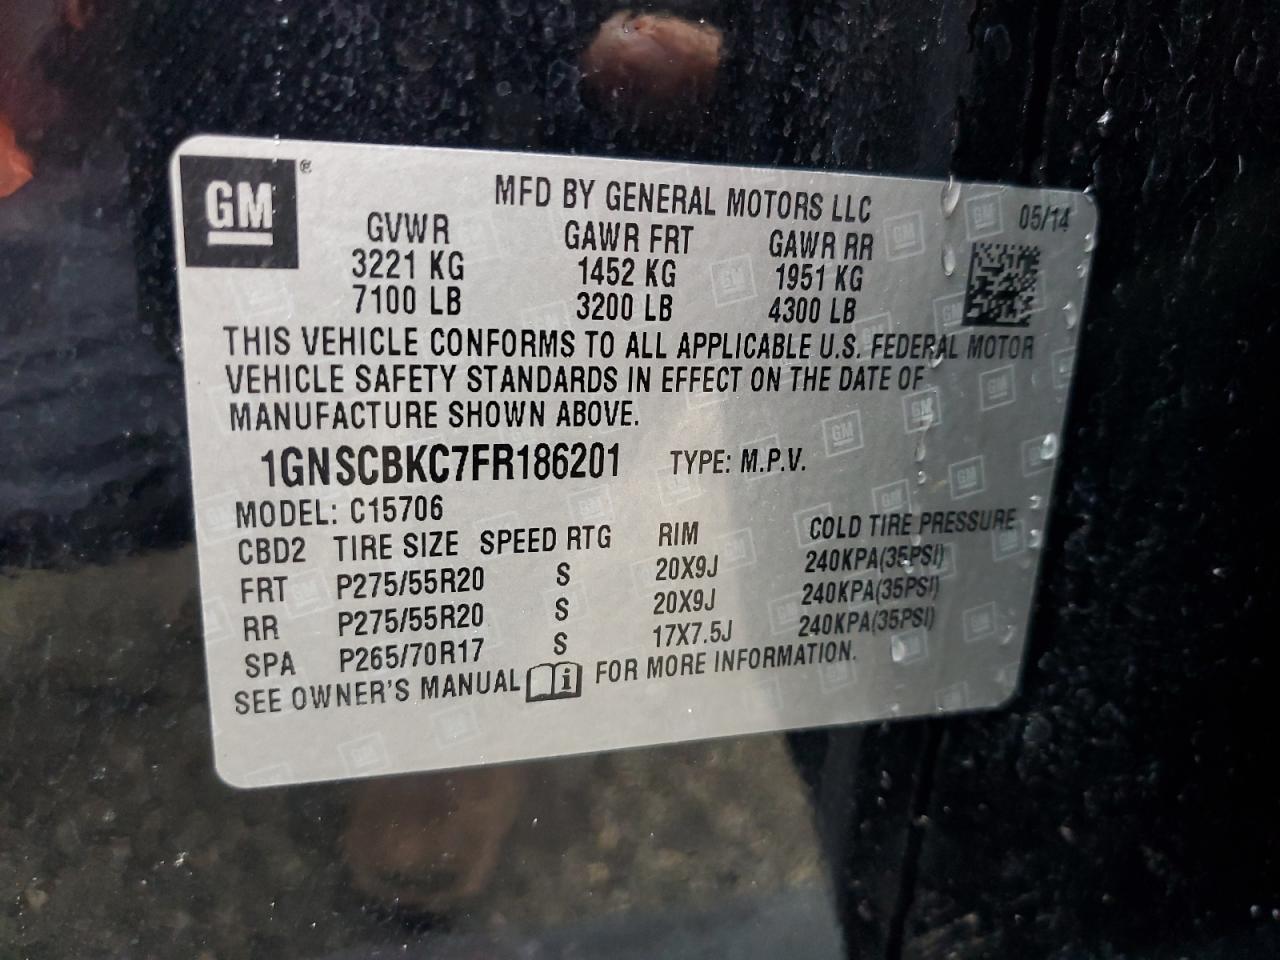 GM ®
MFD BY GENERAL MOTORS LLC
05/14
GVWR GAWR FRT GAWR RR
3221 KG 1452 KG 1951 KG
7100 LB 3200 LB 4300 LB
THIS VEHICLE CONFORMS TO ALL APPLICABLE U.S. FEDERAL MOTOR
VEHICLE SAFETY STANDARDS IN EFFECT ON THE DATE OF
MANUFACTURE SHOWN ABOVE.
1GNSCBKC7FR186201 TYPE: M.P.V.
MODEL: C15706
CBD2 TIRE SIZE SPEED RTG RIM COLD TIRE PRESSURE
FRT P275/55R20 S 20X9J 240KPA(35PSI)
RR P275/55R20 S 20X9J 240KPA(35PSI)
SPA P265/70R17 S 17X7.5J 240KPA(35PSI)
SEE OWNER'S MANUAL i FOR MORE INFORMATION.